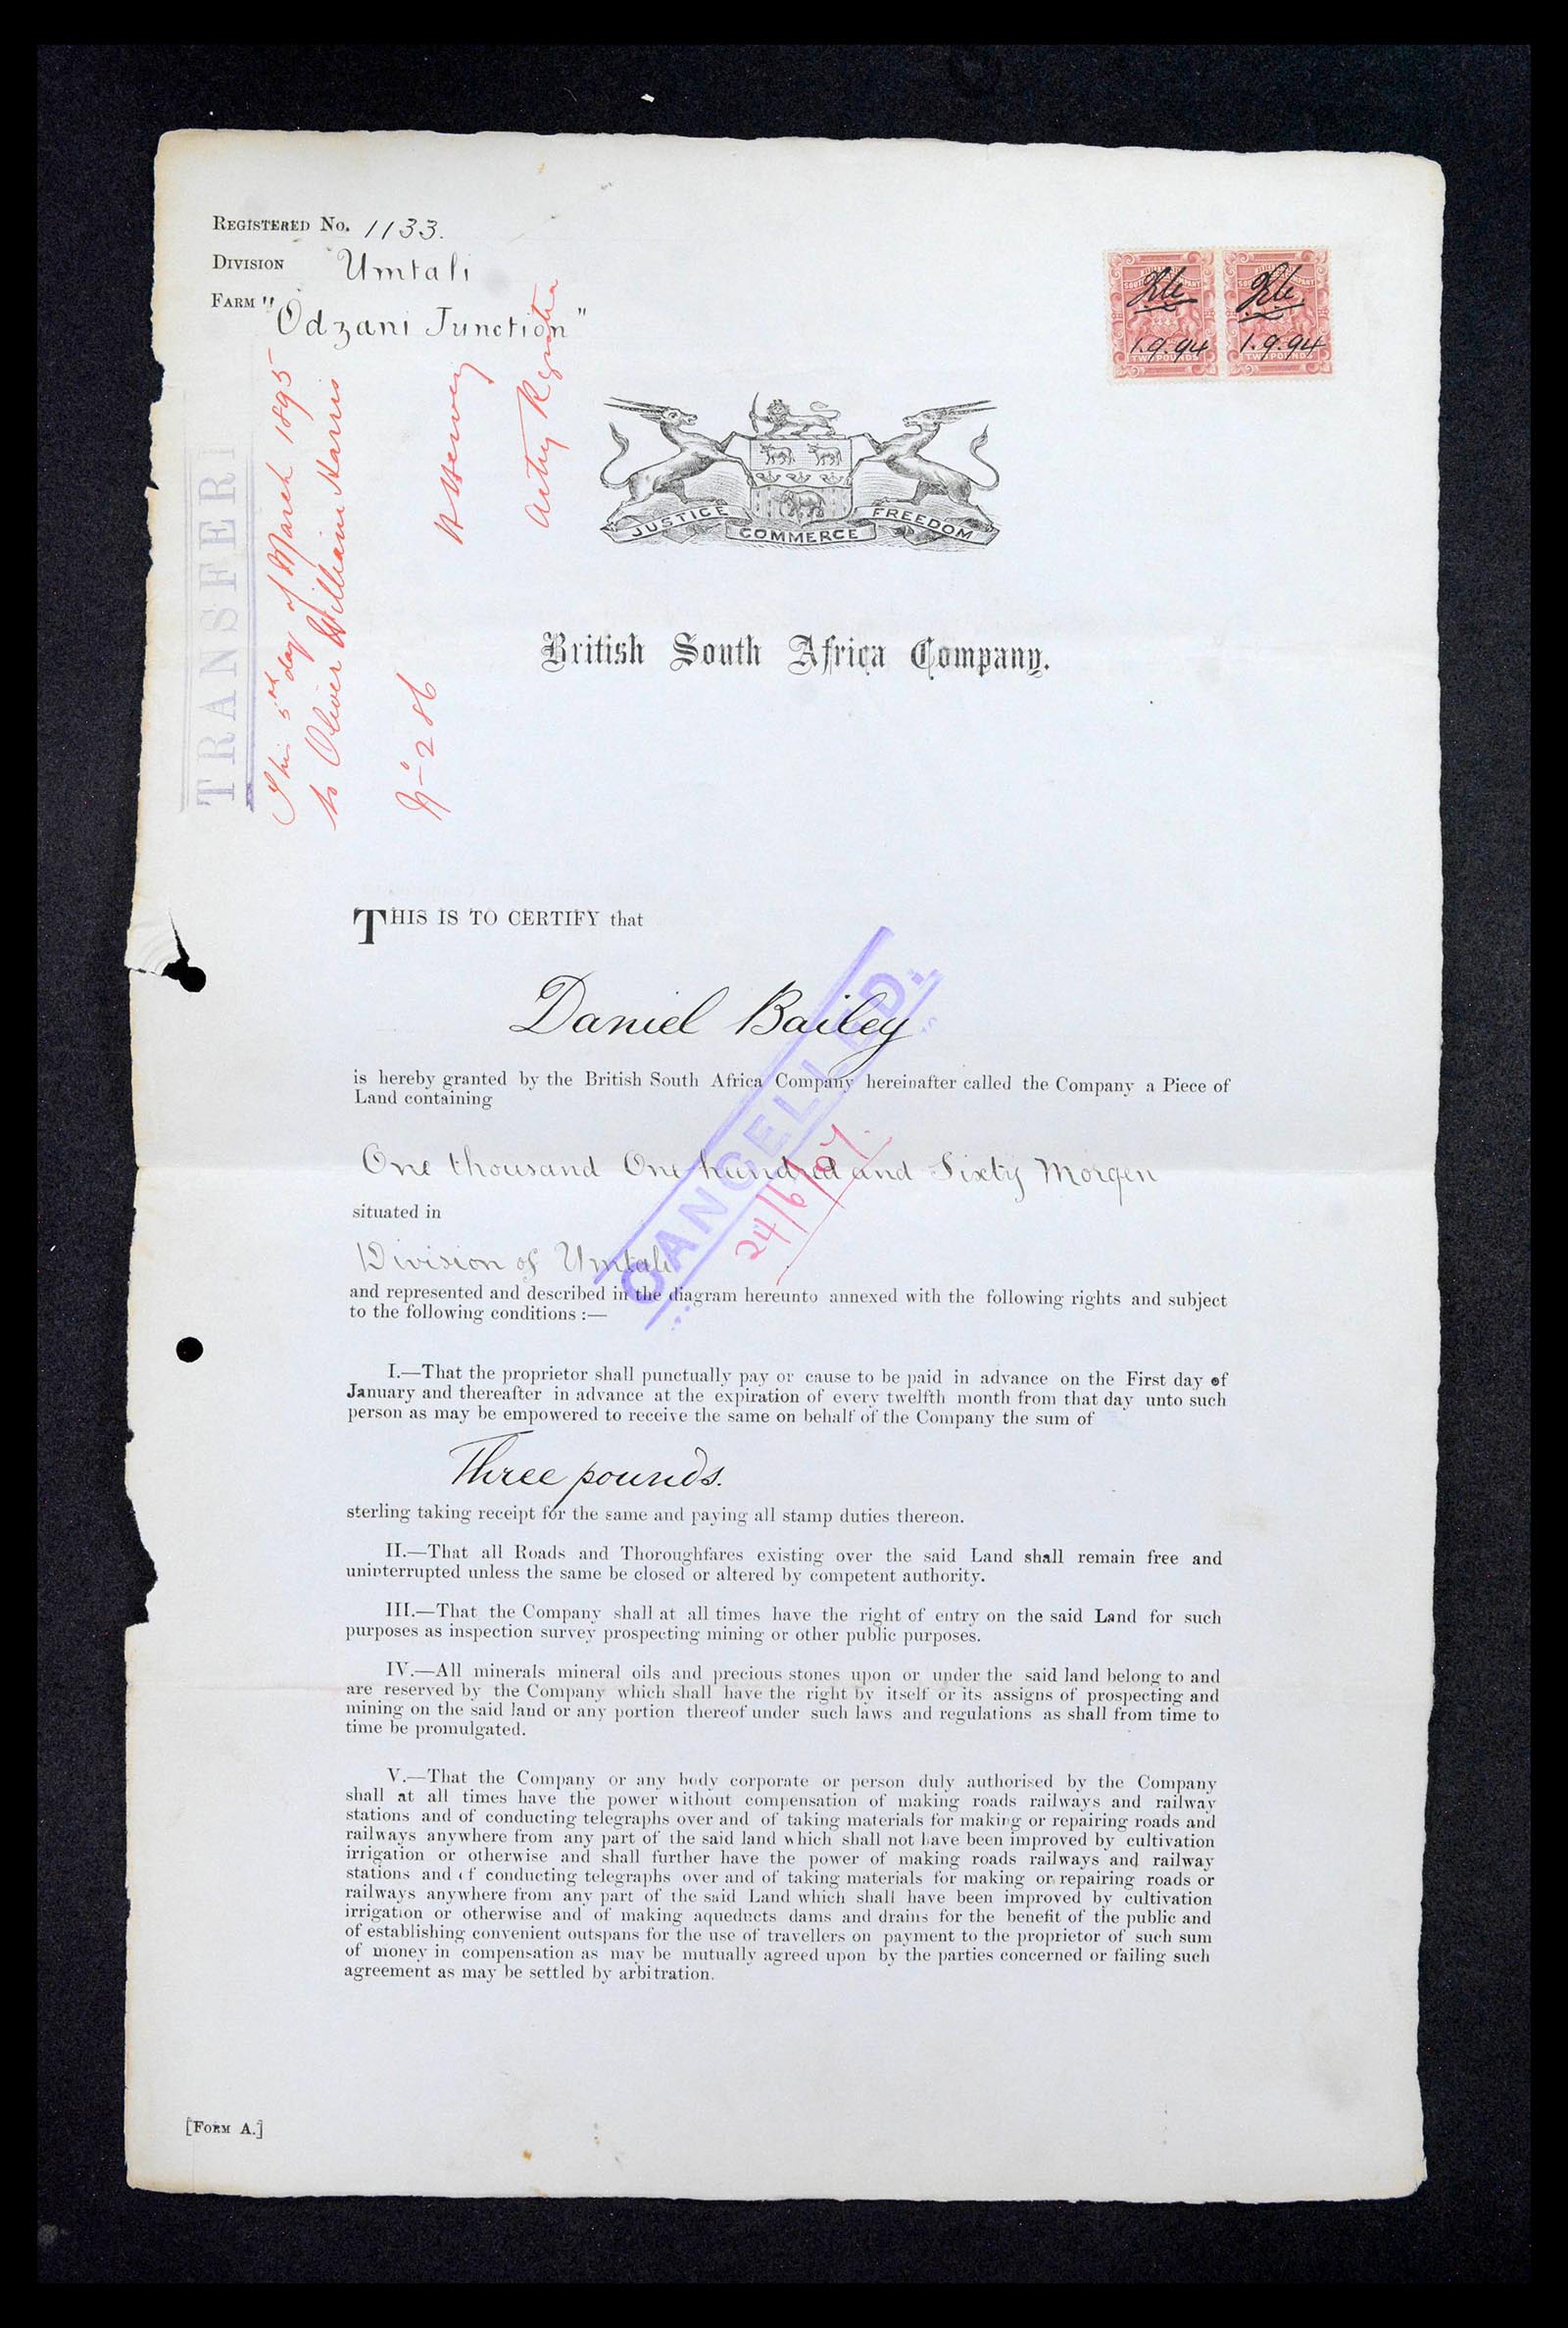 REGISTERED NO. 1133.
DIVISION Umtali
FARM "Odzani Junction"
SOUTH AFRICA COMPANY
1.9.94
TWO POUNDS
SOUTH AFRICA COMPANY
1.9.94
TWO POUNDS
TRANSFER
This 5th day of March 1895
to Oliver William Harris
No 286
JUSTICE
COMMERCE
FREEDOM
British South Africa Company.
THIS IS TO CERTIFY that
Daniel Bailey
is hereby granted by the British South Africa Company hereinafter called the Company a Piece of
Land containing
One thousand One hundred and Sixty Morgen
situated in
Division of Umtali
and represented and described in the diagram hereunto annexed with the following rights and subject
to the following conditions :—
CANCELLED.
24/6/07
I.—That the proprietor shall punctually pay or cause to be paid in advance on the First day of
January and thereafter in advance at the expiration of every twelfth month from that day unto such
person as may be empowered to receive the same on behalf of the Company the sum of
Three pounds.
sterling taking receipt for the same and paying all stamp duties thereon.
II.—That all Roads and Thoroughfares existing over the said Land shall remain free and
uninterrupted unless the same be closed or altered by competent authority.
III.—That the Company shall at all times have the right of entry on the said Land for such
purposes as inspection survey prospecting mining or other public purposes.
IV.—All minerals mineral oils and precious stones upon or under the said land belong to and
are reserved by the Company which shall have the right by itself or its assigns of prospecting and
mining on the said land or any portion thereof under such laws and regulations as shall from time to
time be promulgated.
V.—That the Company or any body corporate or person duly authorised by the Company
shall at all times have the power without compensation of making roads railways and railway
stations and of conducting telegraphs over and of taking materials for making or repairing roads and
railways anywhere from any part of the said land which shall not have been improved by cultivation
irrigation or otherwise and shall further have the power of making roads railways and railway
stations and of conducting telegraphs over and of taking materials for making or repairing roads or
railways anywhere from any part of the said Land which shall have been improved by cultivation
irrigation or otherwise and of making aqueducts dams and drains for the benefit of the public and
of establishing convenient outspans for the use of travellers on payment to the proprietor of such sum
of money in compensation as may be mutually agreed upon by the parties concerned or failing such
agreement as may be settled by arbitration.
[FORM A.]